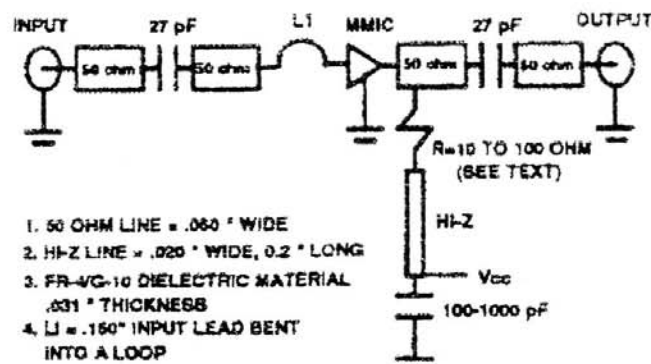 INPUT
27 pF
L1
MMIC
27 pF
OUTPUT
50 ohm
50 ohms
50 ohm
50 ohm
R=10 TO 100 OHM
(SEE TEXT)
HI-Z
Vcc
100-1000 pF
1. 50 OHM LINE = .060 " WIDE
2. HI-Z LINE = .020 " WIDE, 0.2 " LONG
3. FR-4/G-10 DIELECTRIC MATERIAL
.031 " THICKNESS
4. L1 = .150" INPUT LEAD BENT
INTO A LOOP